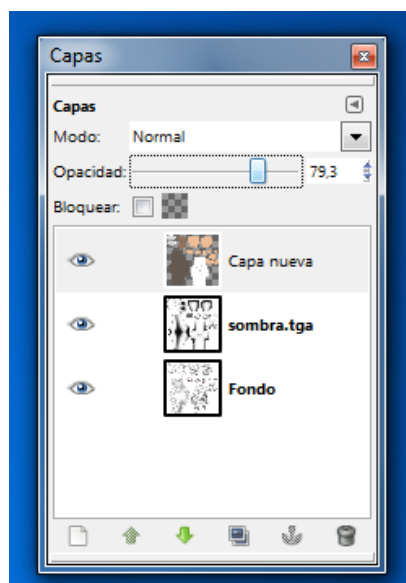 Capas
Capas
Modo: Normal
Opacidad: 79,3
Bloquear:
Capa nueva
sombra.tga
Fondo